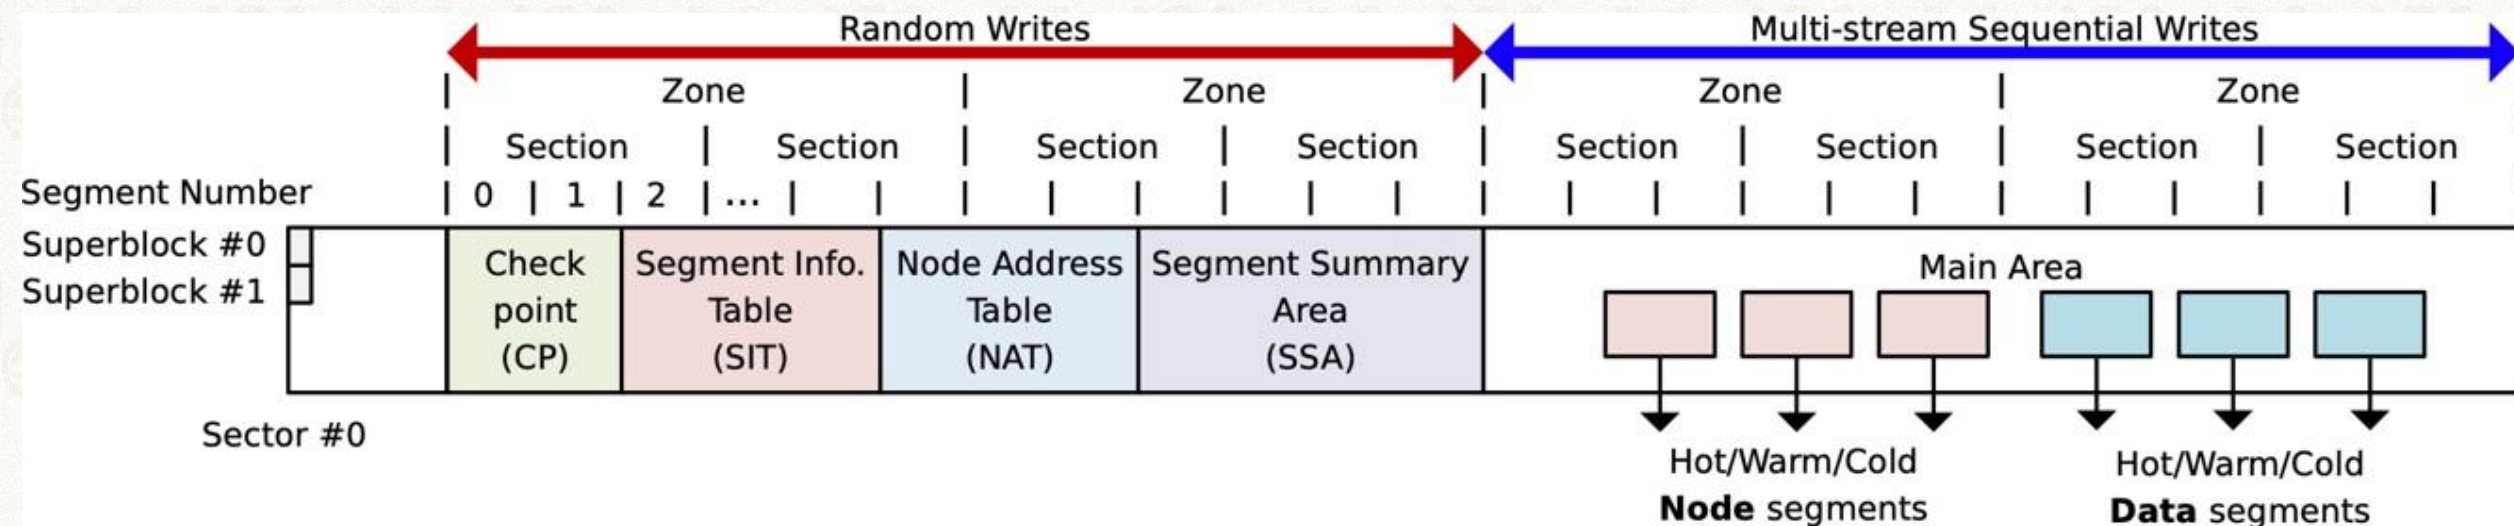 Random Writes Multi-stream Sequential Writes
Zone Zone Zone Zone
Section Section Section Section Section Section Section Section
Segment Number 0 1 2 ...
Superblock #0
Superblock #1
Check
point
(CP)
Segment Info.
Table
(SIT)
Node Address
Table
(NAT)
Segment Summary
Area
(SSA)
Main Area
Sector #0
Hot/Warm/Cold
Node segments
Hot/Warm/Cold
Data segments